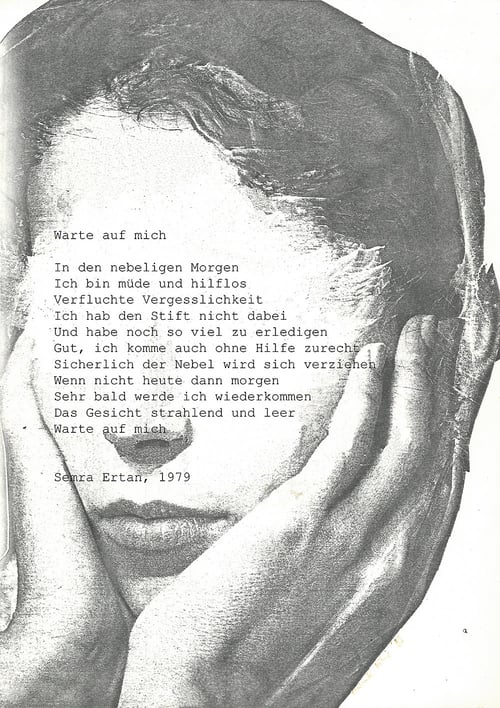 Warte auf mich
In den nebeligen Morgen
Ich bin müde und hilflos
Verfluchte Vergesslichkeit
Ich hab den Stift nicht dabei
Und habe noch so viel zu erledigen
Gut, ich komme auch ohne Hilfe zurecht
Sicherlich der Nebel wird sich verziehen
Wenn nicht heute dann morgen
Sehr bald werde ich wiederkommen
Das Gesicht strahlend und leer
Warte auf mich
Semra Ertan, 1979